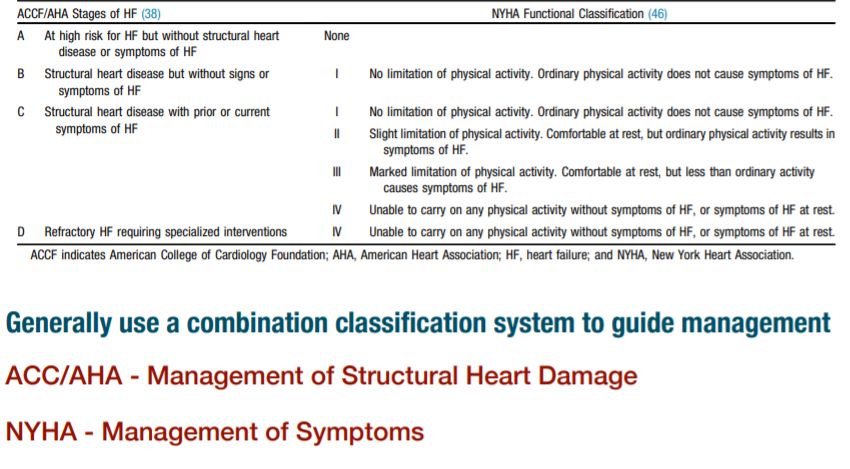 ACCF/AHA Stages of HF (38) NYHA Functional Classification (46)
A At high risk for HF but without structural heart None
disease or symptoms of HF
B Structural heart disease but without signs or I No limitation of physical activity. Ordinary physical activity does not cause symptoms of HF.
symptoms of HF
C Structural heart disease with prior or current I No limitation of physical activity. Ordinary physical activity does not cause symptoms of HF.
symptoms of HF II Slight limitation of physical activity. Comfortable at rest, but ordinary physical activity results in
symptoms of HF.
III Marked limitation of physical activity. Comfortable at rest, but less than ordinary activity
causes symptoms of HF.
IV Unable to carry on any physical activity without symptoms of HF, or symptoms of HF at rest.
D Refractory HF requiring specialized interventions IV Unable to carry on any physical activity without symptoms of HF, or symptoms of HF at rest.
ACCF indicates American College of Cardiology Foundation; AHA, American Heart Association; HF, heart failure; and NYHA, New York Heart Association.
Generally use a combination classification system to guide management
ACC/AHA - Management of Structural Heart Damage
NYHA - Management of Symptoms